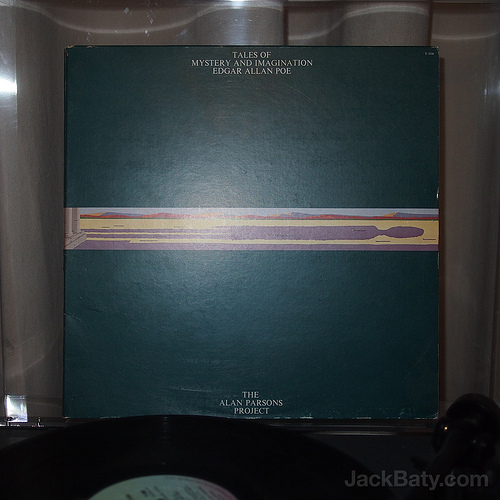 TALES OF
MYSTERY AND IMAGINATION
EDGAR ALLAN POE
THE
ALAN PARSONS
PROJECT
JackBaty.com